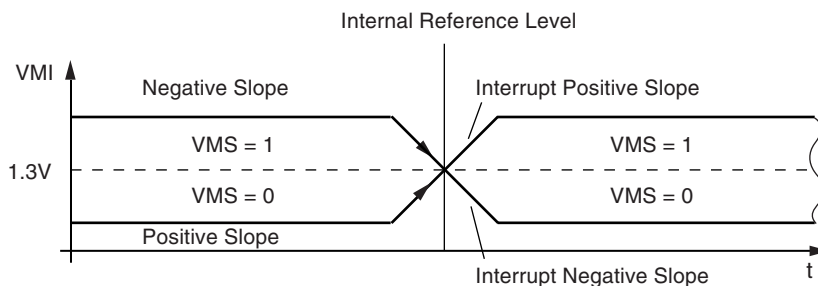 Internal Reference Level
VMI
Negative Slope
Interrupt Positive Slope
VMS = 1
VMS = 1
1.3V
VMS = 0
VMS = 0
Positive Slope
Interrupt Negative Slope
t